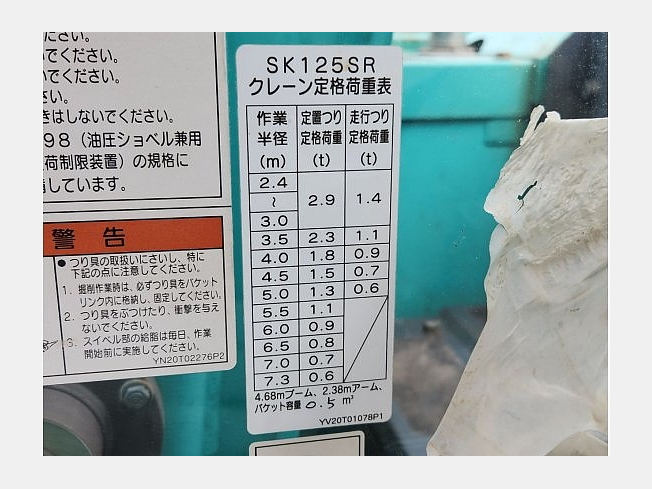 ださい。
いでください。
いでください。
さい。
きはしないでください。
98（油圧ショベル兼用
荷制限装置）の規格に
しています。
警告
●つり具の取扱いにさいし、特に
下記の点に注意してください。
1. 掘削作業時は、必ずつり具をバケット
リンク内に格納し、固定してください。
2. つり具をぶつけたり、衝撃を与え
ないでください。
3. スイベル部の給脂は毎日、作業
開始前に実施してください。
YN20T02276P2
SK125SR
クレーン定格荷重表
作業半径(m) 定置つり定格荷重(t) 走行つり定格荷重(t)
2.4～3.0 2.9 1.4
3.5 2.3 1.1
4.0 1.8 0.9
4.5 1.5 0.7
5.0 1.3 0.6
5.5 1.1
6.0 0.9
6.5 0.8
7.0 0.7
7.3 0.6
4.68mブーム、2.38mアーム、
バケット容量 0.5 m³
YV20T01078P1